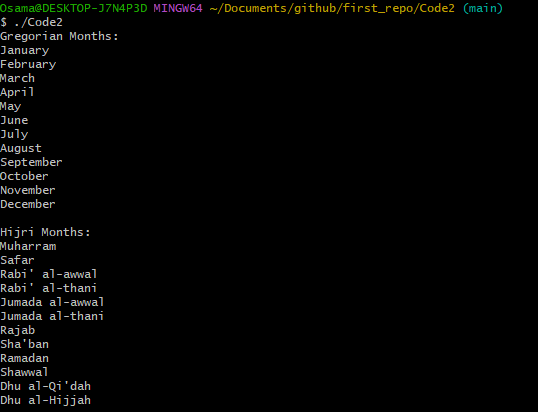 Osama@DESKTOP-J7N4P3D MINGW64 ~/Documents/github/first_repo/Code2 (main)
$ ./Code2
Gregorian Months:
January
February
March
April
May
June
July
August
September
October
November
December

Hijri Months:
Muharram
Safar
Rabi' al-awwal
Rabi' al-thani
Jumada al-awwal
Jumada al-thani
Rajab
Sha'ban
Ramadan
Shawwal
Dhu al-Qi'dah
Dhu al-Hijjah